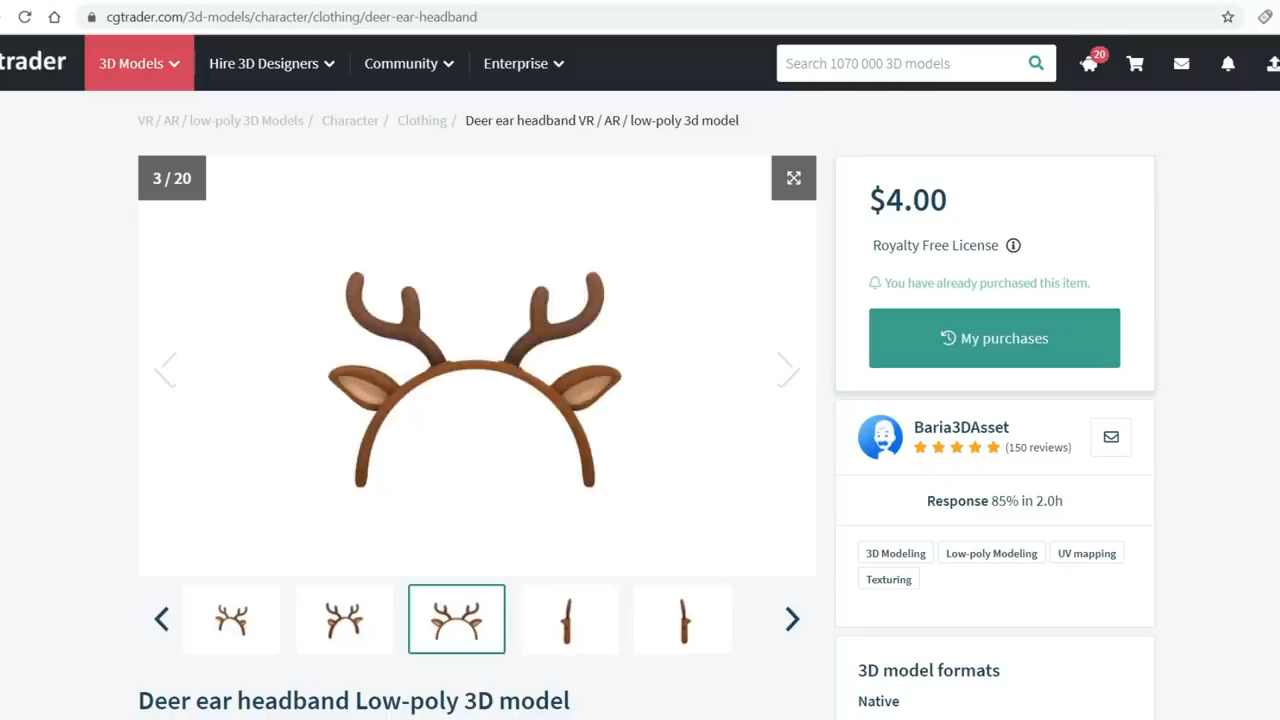 cgtrader.com/3d-models/character/clothing/deer-ear-headband
trader
3D Models
Hire 3D Designers
Community
Enterprise
Search 1070 000 3D models
20
VR / AR / low-poly 3D Models / Character / Clothing / Deer ear headband VR / AR / low-poly 3d model
3 / 20
$4.00
Royalty Free License
You have already purchased this item.
My purchases
Baria3DAsset
(150 reviews)
Response 85% in 2.0h
3D Modeling
Low-poly Modeling
UV mapping
Texturing
3D model formats
Native
Deer ear headband Low-poly 3D model